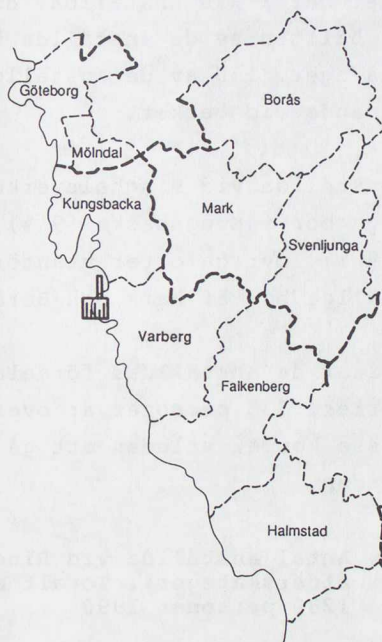 Göteborg
Borås
Mölndal
Kungsbacka
Mark
Svenljunga
Varberg
Falkenberg
Halmstad